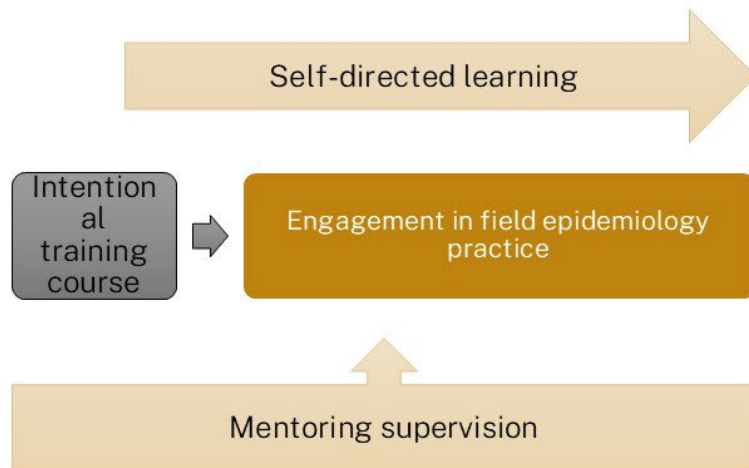 Self-directed learning
Intention
al
training
course
Engagement in field epidemiology
practice
Mentoring supervision